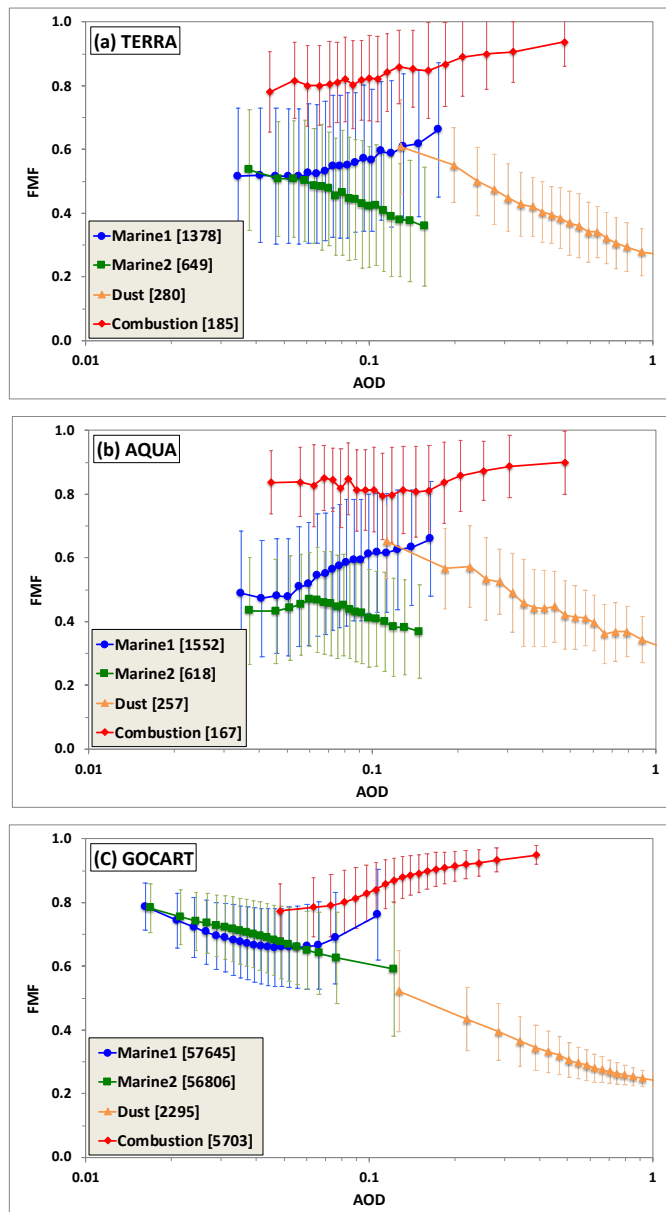 (a) TERRA
1.0
0.8
0.6
0.4
0.2
0.0
FMF
Marine1 [1378]
Marine2 [649]
Dust [280]
Combustion [185]
0.01
0.1
1
AOD
(b) AQUA
1.0
0.8
0.6
0.4
0.2
0.0
FMF
Marine1 [1552]
Marine2 [618]
Dust [257]
Combustion [167]
0.01
0.1
1
AOD
(C) GOCART
1.0
0.8
0.6
0.4
0.2
0.0
FMF
Marine1 [57645]
Marine2 [56806]
Dust [2295]
Combustion [5703]
0.01
0.1
1
AOD